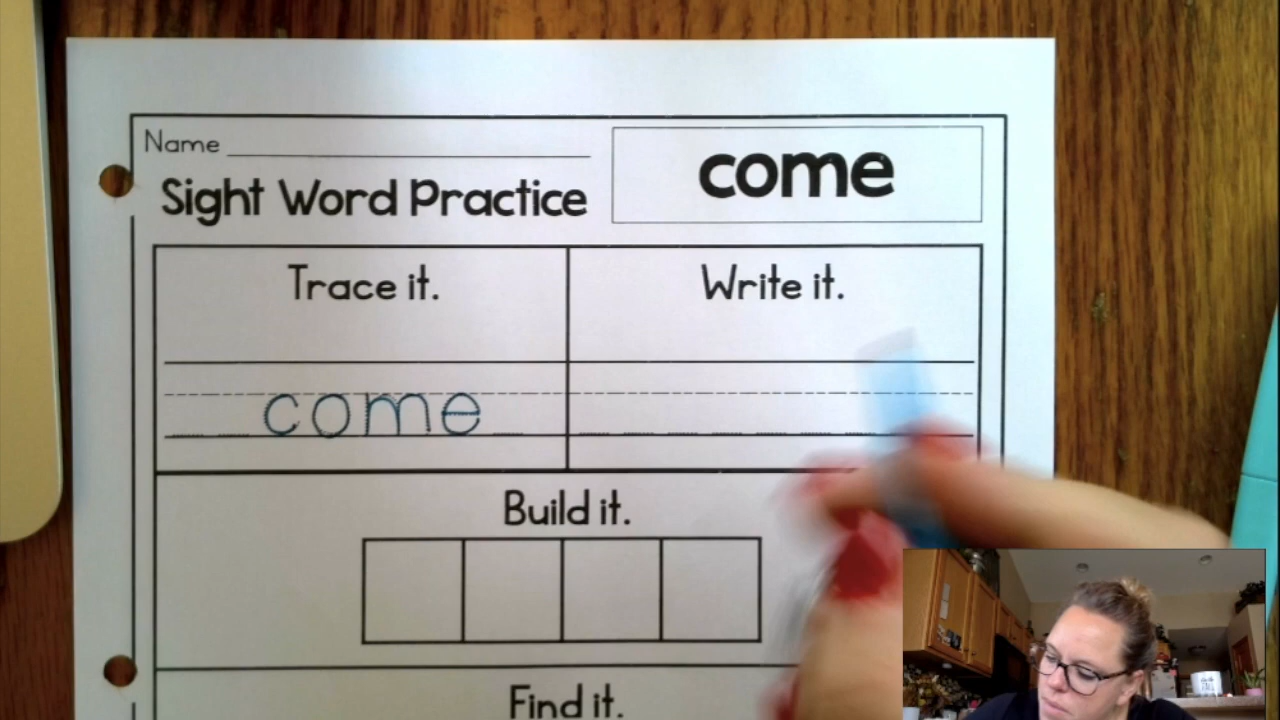 Name
come
Sight Word Practice
Trace it.
Write it.
come
Build it.
Find it.